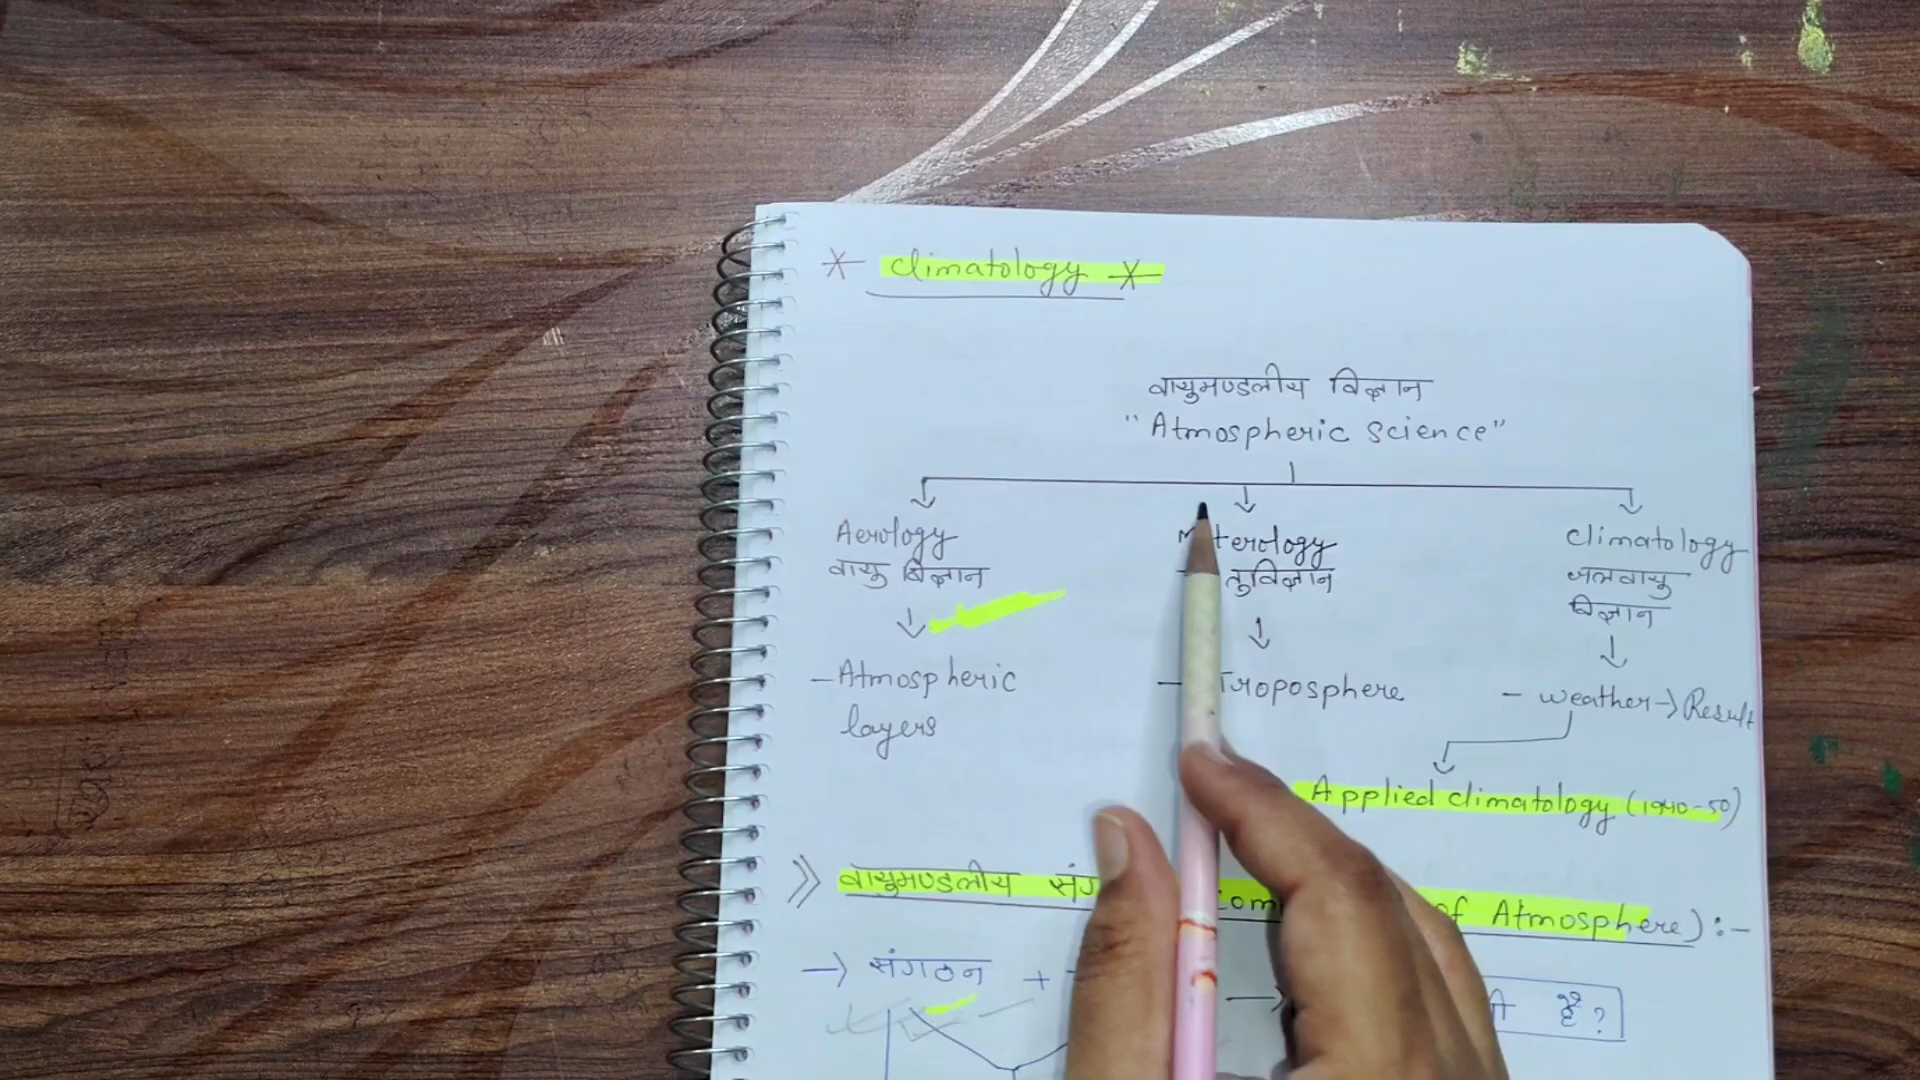 Climatology
वायुमण्डलीय विज्ञान
"Atmospheric Science"
Aerology
वायु विज्ञान
Climatology
जलवायु
विज्ञान
- Atmospheric
layers
- Troposphere
- weather → Result
Applied climatology (1940-50)
वायुमण्डलीय of Atmosphere) :-
→ संगठन +
है ?